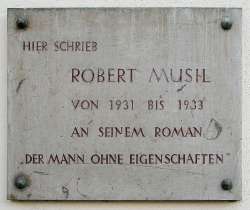 HIER SCHRIEB
ROBERT MUSIL
VON 1931 BIS 1933
AN SEINEM ROMAN
„DER MANN OHNE EIGENSCHAFTEN“